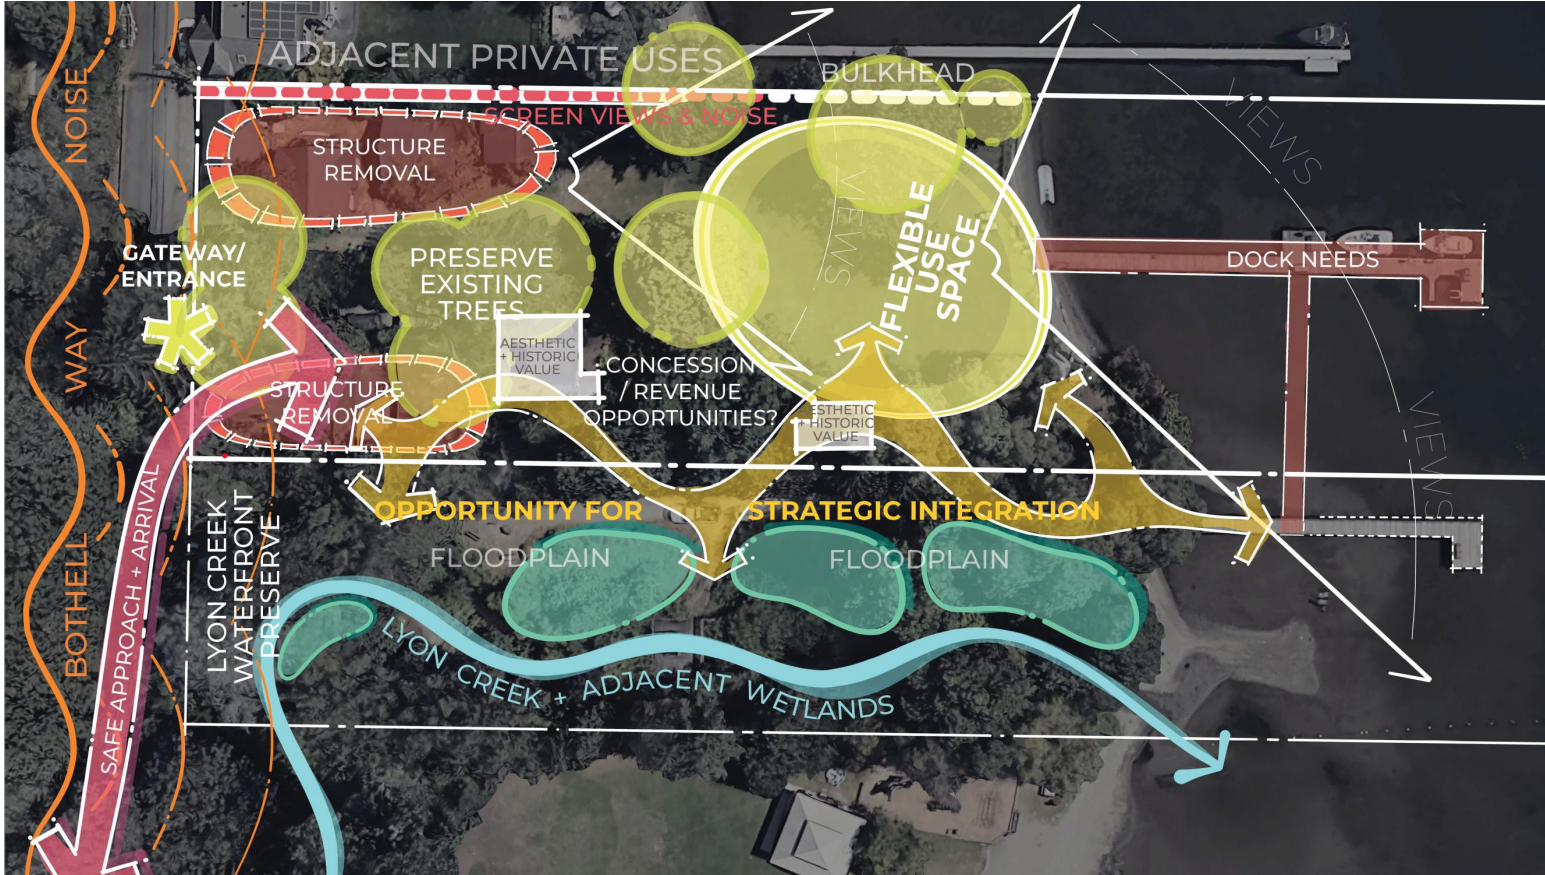 ADJACENT PRIVATE USES
BULKHEAD
SCREEN VIEWS & NOISE
VIEWS
NOISE
STRUCTURE
REMOVAL
VIEWS
GATEWAY/
ENTRANCE
PRESERVE
EXISTING
TREES
FLEXIBLE
USE
SPACE
DOCK NEEDS
WAY
AESTHETIC
+ HISTORIC
VALUE
CONCESSION
/ REVENUE
OPPORTUNITIES?
STRUCTURE
REMOVAL
ESTHETIC
+ HISTORIC
VALUE
VIEWS
OPPORTUNITY FOR STRATEGIC INTEGRATION
LYON CREEK
WATERFRONT
PRESERVE
FLOODPLAIN
FLOODPLAIN
BOTHELL
SAFE APPROACH + ARRIVAL
LYON CREEK + ADJACENT WETLANDS